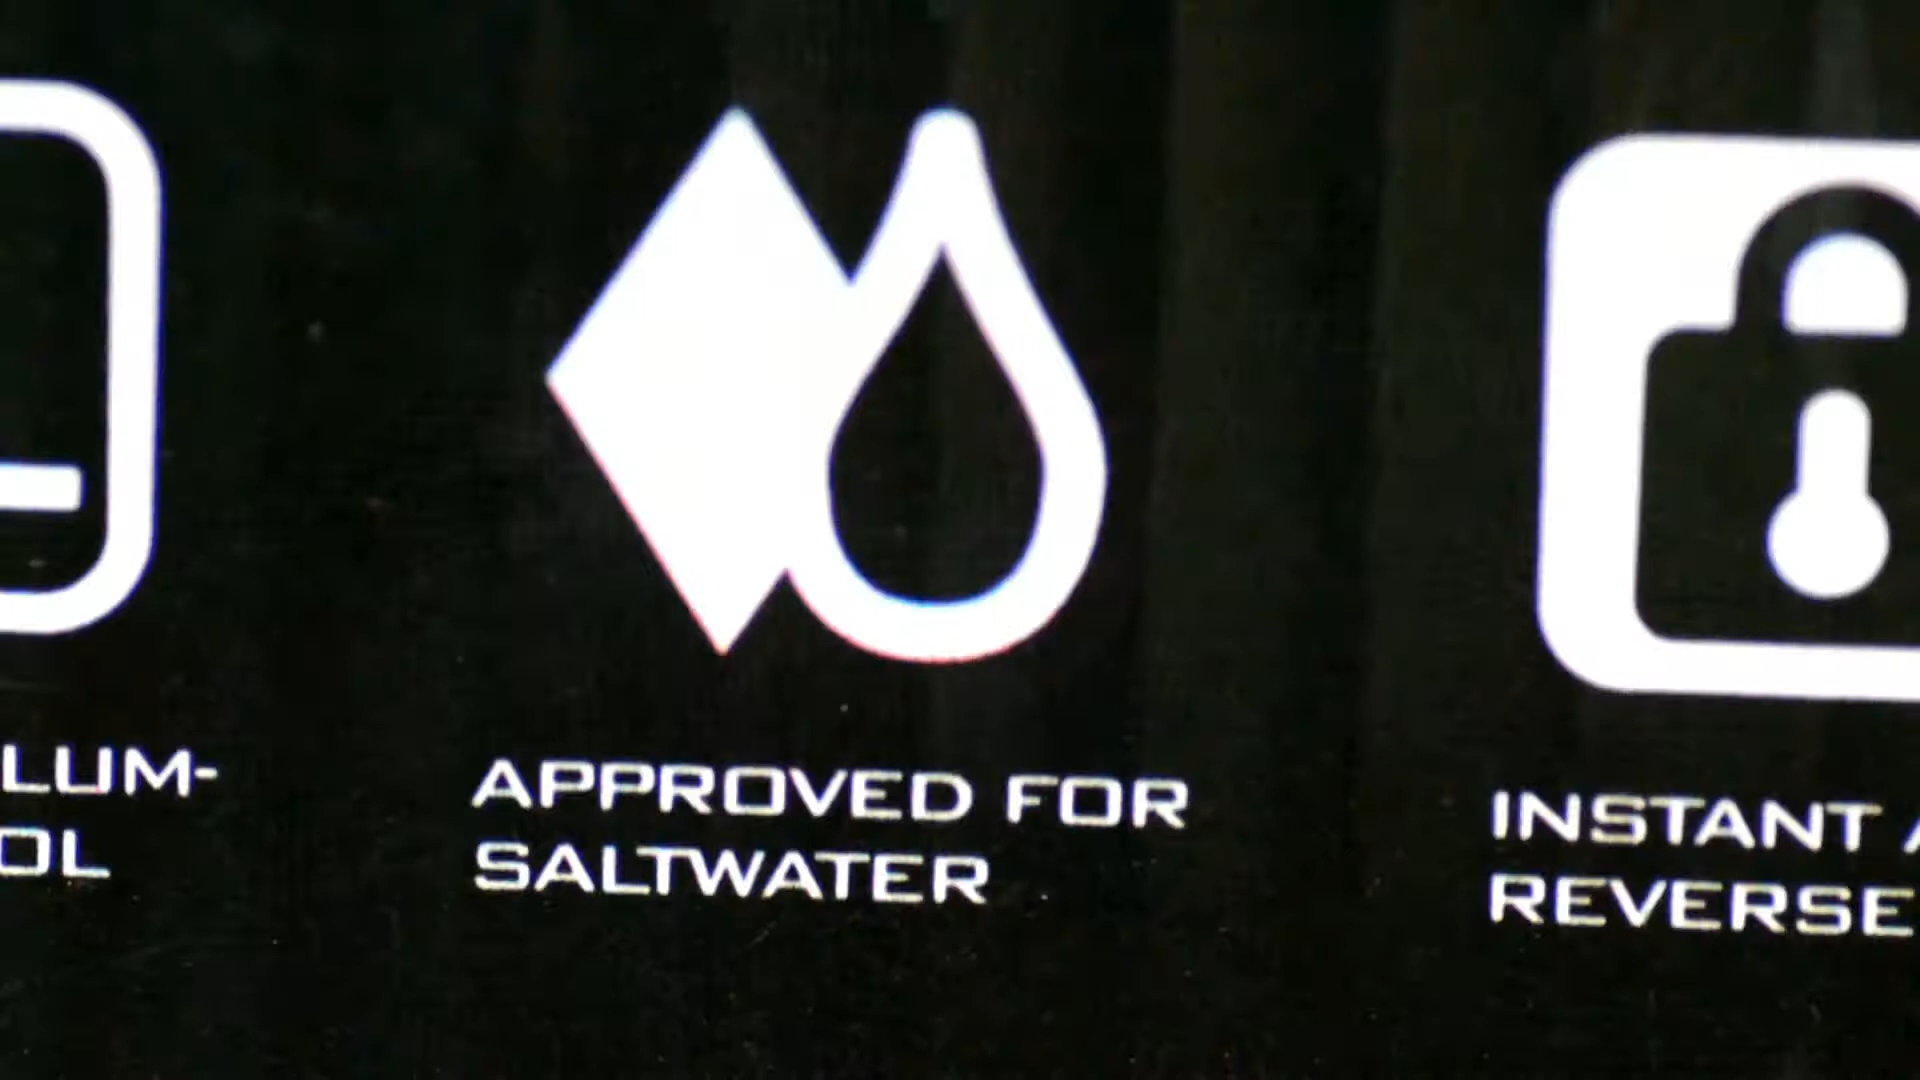 LUM-
OL
APPROVED FOR
SALTWATER
INSTANT
REVERSE